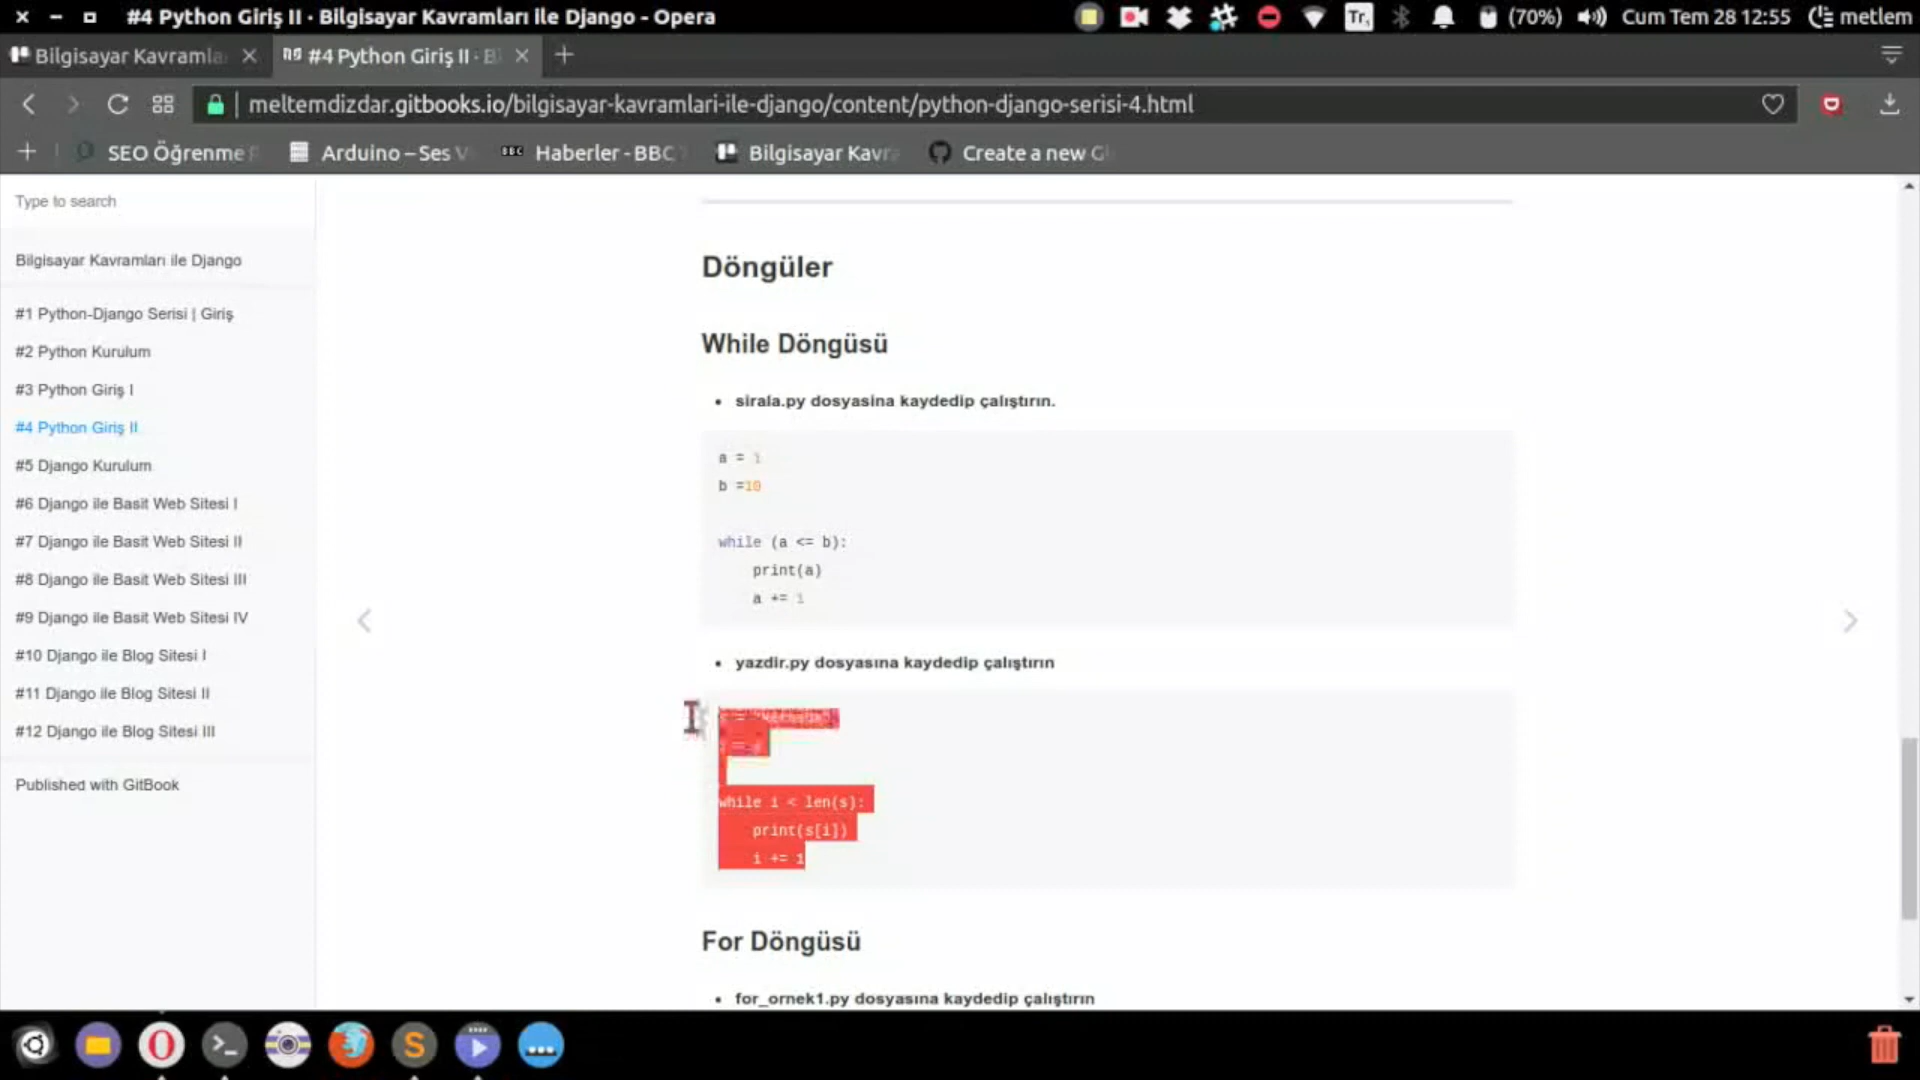 #4 Python Giriş II · Bilgisayar Kavramları ile Django - Opera
Tr
(70%)
Cum Tem 28 12:55
metlem
Bilgisayar Kavramla
#4 Python Giriş II · B
meltemdizdar.gitbooks.io/bilgisayar-kavramlari-ile-django/content/python-django-serisi-4.html
SEO Öğrenme
Arduino – Ses V
BBC
Haberler - BBC
Bilgisayar Kavra
Create a new G
Type to search
Bilgisayar Kavramları ile Django
#1 Python-Django Serisi | Giriş
#2 Python Kurulum
#3 Python Giriş I
#4 Python Giriş II
#5 Django Kurulum
#6 Django ile Basit Web Sitesi I
#7 Django ile Basit Web Sitesi II
#8 Django ile Basit Web Sitesi III
#9 Django ile Basit Web Sitesi IV
#10 Django ile Blog Sitesi I
#11 Django ile Blog Sitesi II
#12 Django ile Blog Sitesi III
Published with GitBook
Döngüler
While Döngüsü
• sirala.py dosyasina kaydedip çalıştırın.
a = 1
b =10
while (a <= b):
print(a)
a += 1
• yazdir.py dosyasına kaydedip çalıştırın
while i < len(s):
print(s[i])
i += 1
For Döngüsü
• for_ornek1.py dosyasına kaydedip çalıştırın